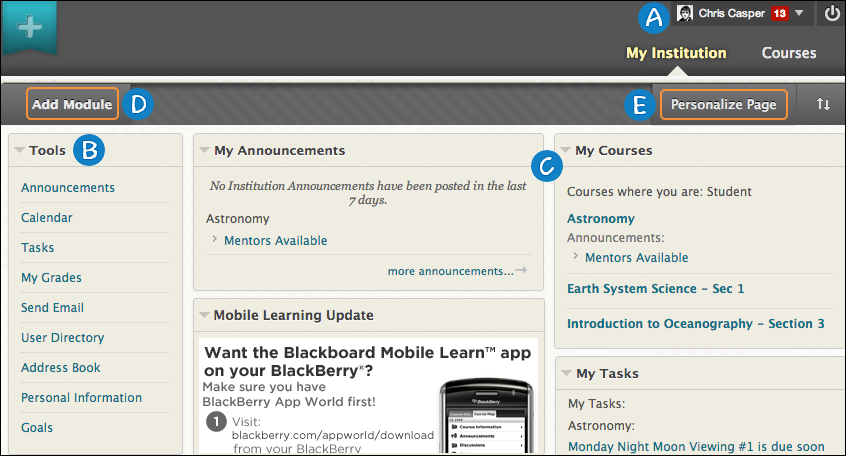 A Chris Casper 13
My Institution Courses
Add Module D E Personalize Page
Tools B
Announcements
Calendar
Tasks
My Grades
Send Email
User Directory
Address Book
Personal Information
Goals
My Announcements
No Institution Announcements have been posted in the last
7 days.
Astronomy
Mentors Available
more announcements...
Mobile Learning Update
Want the Blackboard Mobile Learn™ app
on your BlackBerry®?
Make sure you have
BlackBerry App World first!
1 Visit:
blackberry.com/appworld/download
from your BlackBerry
BlackBerry
Course Info Course Map
Course Information
Announcements
Discussions
C My Courses
Courses where you are: Student
Astronomy
Announcements:
Mentors Available
Earth System Science - Sec 1
Introduction to Oceanography - Section 3
My Tasks
My Tasks:
Astronomy:
Monday Night Moon Viewing #1 is due soon